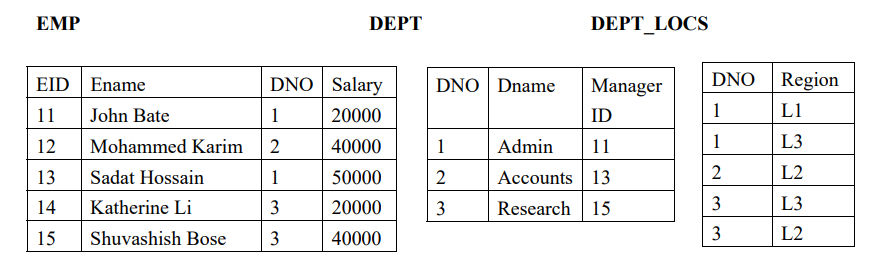 EMP DEPT DEPT_LOCS
EID Ename DNO Salary
11 John Bate 1 20000
12 Mohammed Karim 2 40000
13 Sadat Hossain 1 50000
14 Katherine Li 3 20000
15 Shuvashish Bose 3 40000
DNO Dname Manager
ID
1 Admin 11
2 Accounts 13
3 Research 15
DNO Region
1 L1
1 L3
2 L2
3 L3
3 L2